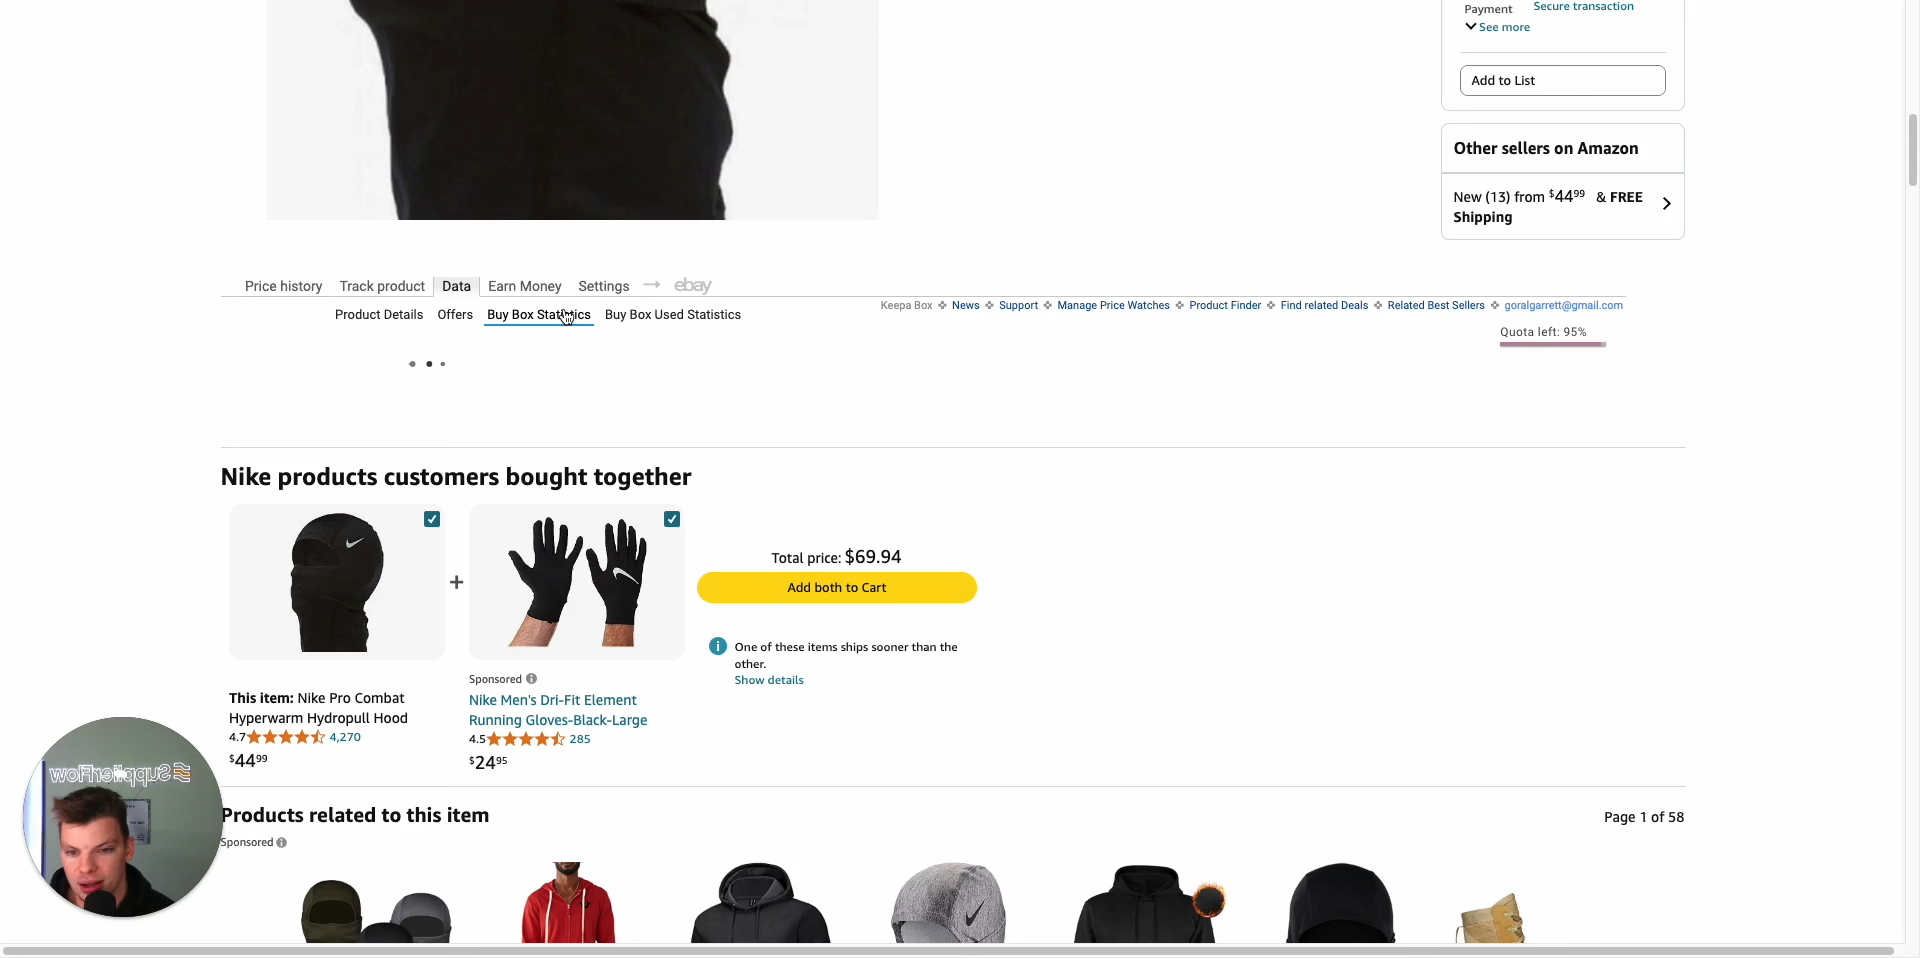 Payment Secure transaction
See more
Add to List
Other sellers on Amazon
New (13) from $44⁹⁹ & FREE
Shipping
Price history Track product Data Earn Money Settings → ebay
Keepa Box ❖ News ❖ Support ❖ Manage Price Watches ❖ Product Finder ❖ Find related Deals ❖ Related Best Sellers ❖ goralgarrett@gmail.com
Product Details Offers Buy Box Statistics Buy Box Used Statistics
Quota left: 95%
Nike products customers bought together
+
Total price: $69.94
Add both to Cart
One of these items ships sooner than the
other.
Show details
This item: Nike Pro Combat
Hyperwarm Hydropull Hood
4.7 4,270
$44⁹⁹
Sponsored
Nike Men's Dri-Fit Element
Running Gloves-Black-Large
4.5 285
$24⁹⁵
SupplierFlow
Products related to this item
Page 1 of 58
Sponsored